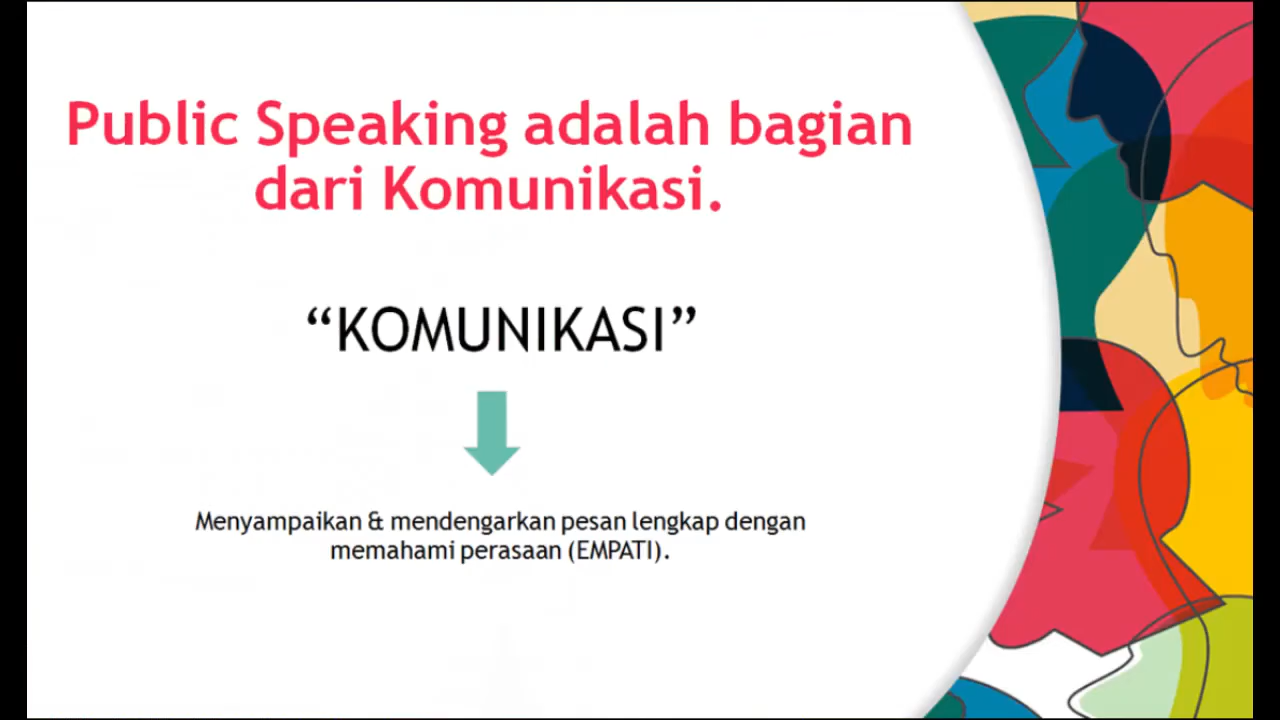 Public Speaking adalah bagian
dari Komunikasi.
“KOMUNIKASI”
Menyampaikan & mendengarkan pesan lengkap dengan
memahami perasaan (EMPATI).